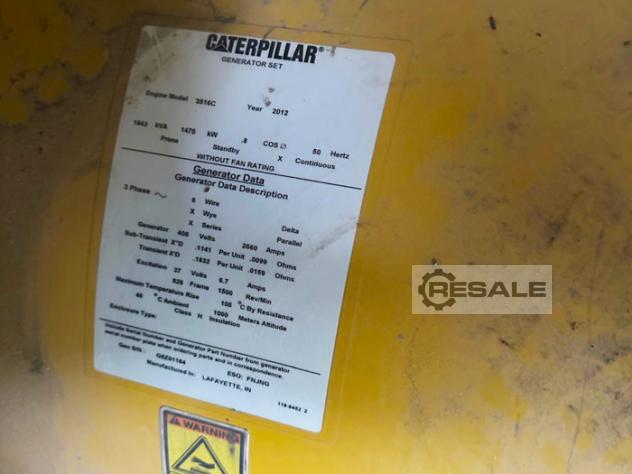 CATERPILLAR®
GENERATOR SET
Engine Model 3516C Year 2012
1843 kVA 1475 kW .8 COS Ø 50 Hertz
Prime Standby X Continuous
WITHOUT FAN RATING
Generator Data
Generator Data Description
3 Phase ~ 6 Wire
X Wye Delta
X Series Parallel
Generator 400 Volts 2660 Amps
Sub-Transient X"D .1141 Per Unit .0099 Ohms
Transient X'D .1832 Per Unit .0159 Ohms
Excitation 37 Volts 6.7 Amps
826 Frame 1500 Rev/Min
Maximum Temperature Rise 105 °C By Resistance
40 °C Ambient 1000 Meters Altitude
Class H Insulation
Enclosure Type:
Include Serial Number and Generator Part Number from generator
serial number plate when ordering parts and in correspondence.
Gen S/N : G6Z01164 ESO: FNJNG
Manufactured in: LAFAYETTE, IN
WARNING
RESALE